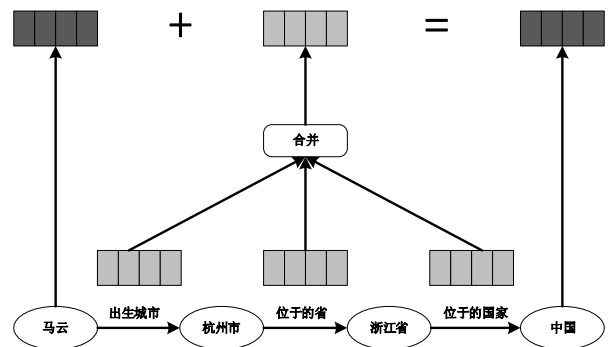 + =
合并
出生城市 位于的省 位于的国家
马云 杭州市 浙江省 中国